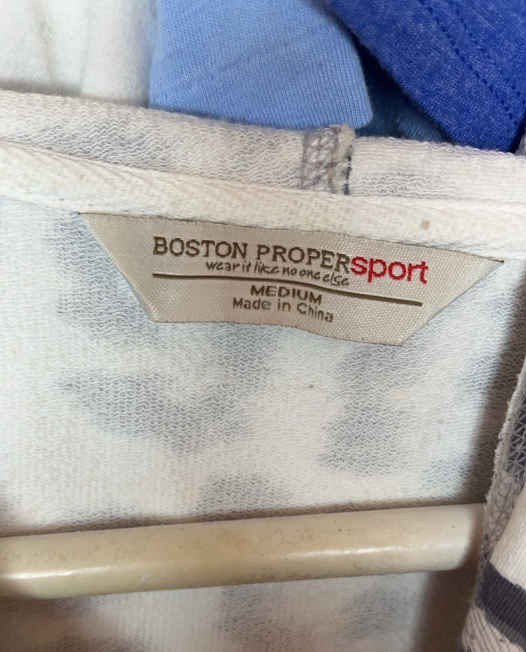 BOSTON PROPERsport
wear it like no one else
MEDIUM
Made in China